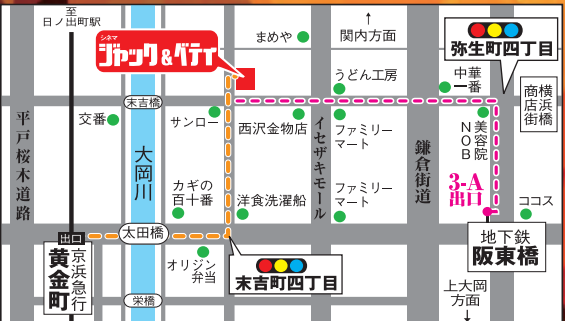 至
日ノ出町駅
↑
関内方面
まめや
シネマ
ジャック&ベティ
弥生町四丁目
うどん工房
中華
一番
横浜橋
商店街
末吉橋
交番
サンロー
西沢金物店
ファミリー
マート
美容院
NOB
平戸桜木道路
大岡川
イセザキモール
鎌倉街道
カギの
百十番
洋食洗濯船
ファミリー
マート
3-A
出口
ココス
太田橋
出口
京浜急行
黄金町
オリジン
弁当
末吉町四丁目
地下鉄
阪東橋
栄橋
上大岡
方面
↓